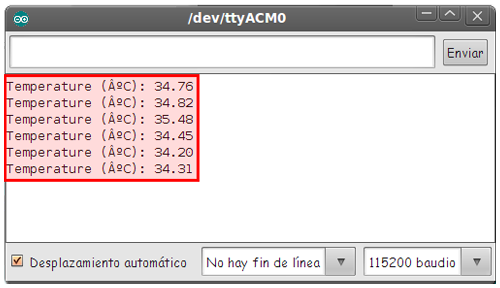 /dev/ttyACM0
Enviar
Temperature (ÂºC): 34.76
Temperature (ÂºC): 34.82
Temperature (ÂºC): 35.48
Temperature (ÂºC): 34.45
Temperature (ÂºC): 34.20
Temperature (ÂºC): 34.31
Desplazamiento automático No hay fin de línea 115200 baudio